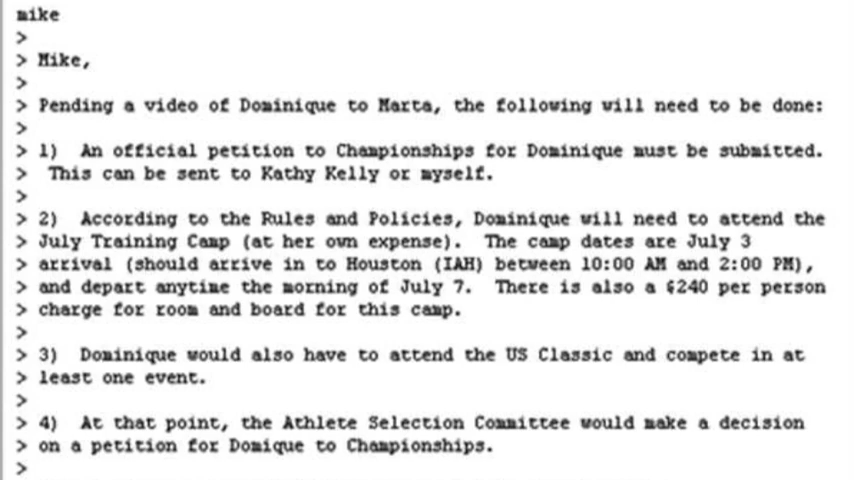 mike
>
> Mike,
>
> Pending a video of Dominique to Marta, the following will need to be done:
>
> 1)  An official petition to Championships for Dominique must be submitted.
>  This can be sent to Kathy Kelly or myself.
>
> 2)  According to the Rules and Policies, Dominique will need to attend the
> July Training Camp (at her own expense).  The camp dates are July 3
> arrival (should arrive in to Houston (IAH) between 10:00 AM and 2:00 PM),
> and depart anytime the morning of July 7.  There is also a $240 per person
> charge for room and board for this camp.
>
> 3)  Dominique would also have to attend the US Classic and compete in at
> least one event.
>
> 4)  At that point, the Athlete Selection Committee would make a decision
> on a petition for Domique to Championships.
>